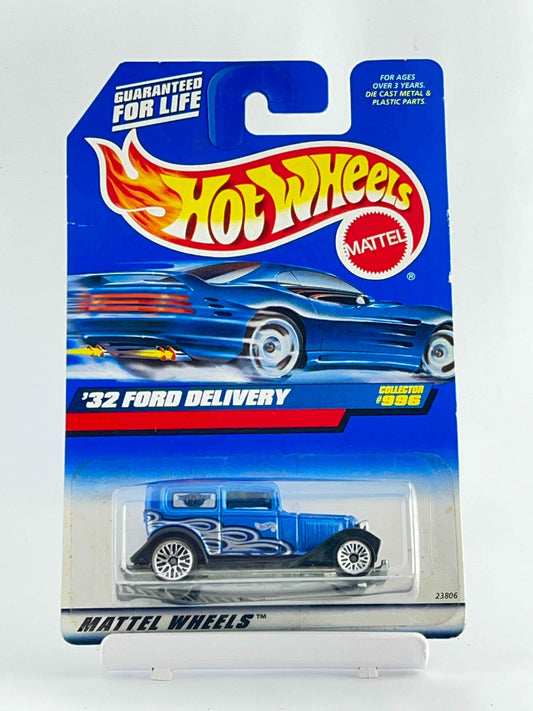 GUARANTEED
FOR LIFE
FOR AGES
OVER 3 YEARS.
DIE CAST METAL &
PLASTIC PARTS.
HOT WHEELS
MATTEL
®
'32 FORD DELIVERY
COLLECTOR
#996
23806
MATTEL WHEELS™